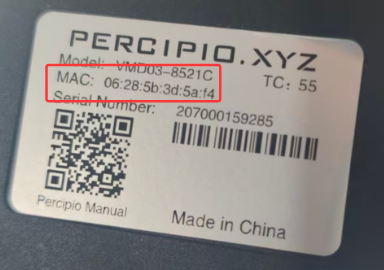 PERCIPIO.XYZ
Model: VMD03-8521C
TC: 55
MAC: 06:28:5b:3d:5a:f4
Serial Number: 207000159285
Percipio Manual
Made in China